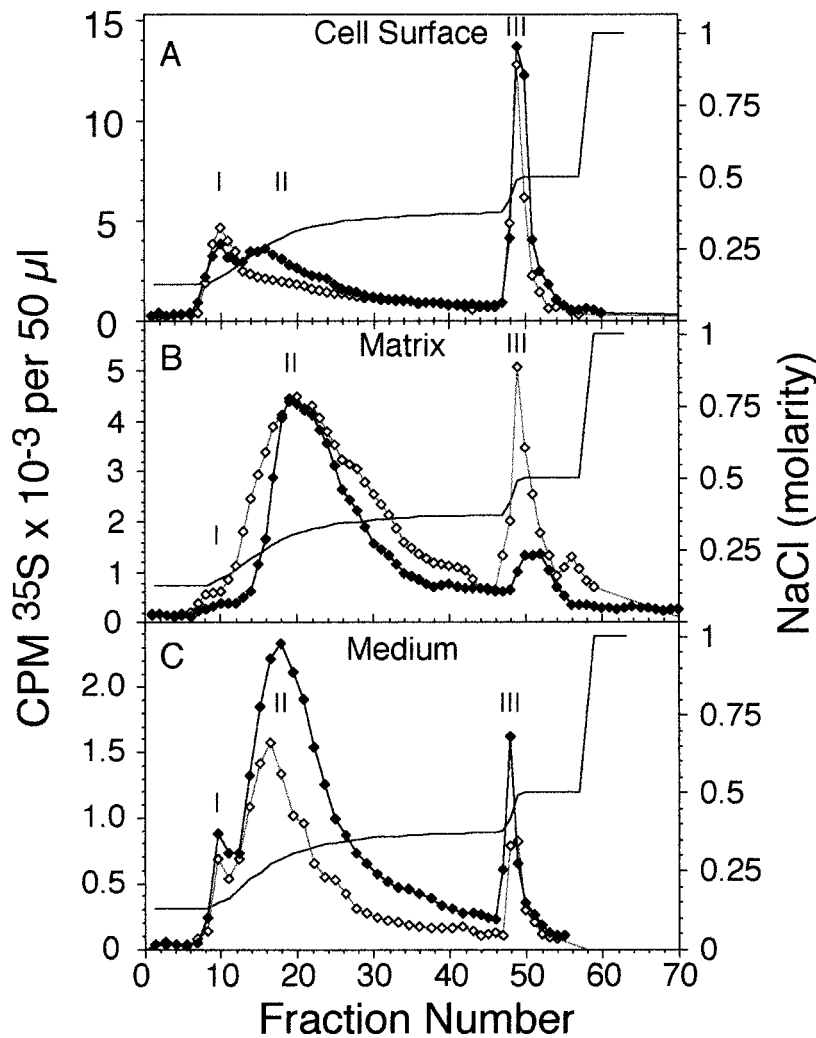 CPM 35S x 10-3 per 50 µl
NaCl (molarity)
A
Cell Surface
I
II
III
15
10
5
0
1
0.75
0.5
0.25
0
B
Matrix
I
II
III
5
4
3
2
1
0
1
0.75
0.5
0.25
0
C
Medium
I
II
III
2.0
1.5
1.0
0.5
0
1
0.75
0.5
0.25
0
0 10 20 30 40 50 60 70
Fraction Number